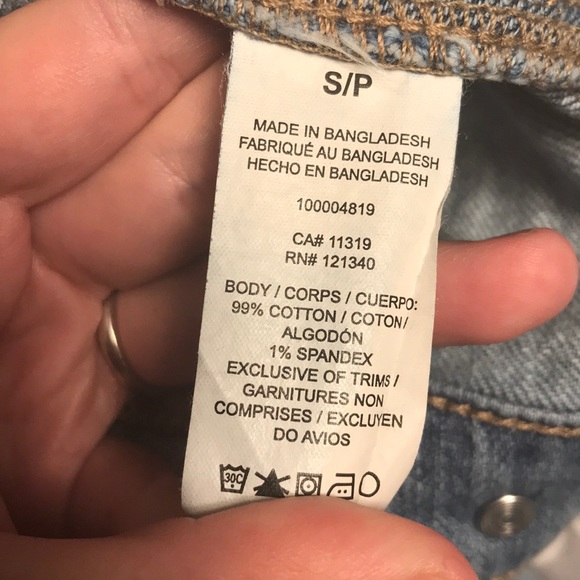 S/P
MADE IN BANGLADESH
FABRIQUÉ AU BANGLADESH
HECHO EN BANGLADESH
100004819
CA# 11319
RN# 121340
BODY / CORPS / CUERPO:
99% COTTON / COTON /
ALGODÓN
1% SPANDEX
EXCLUSIVE OF TRIMS /
GARNITURES NON
COMPRISES / EXCLUYEN
DO AVIOS
30C